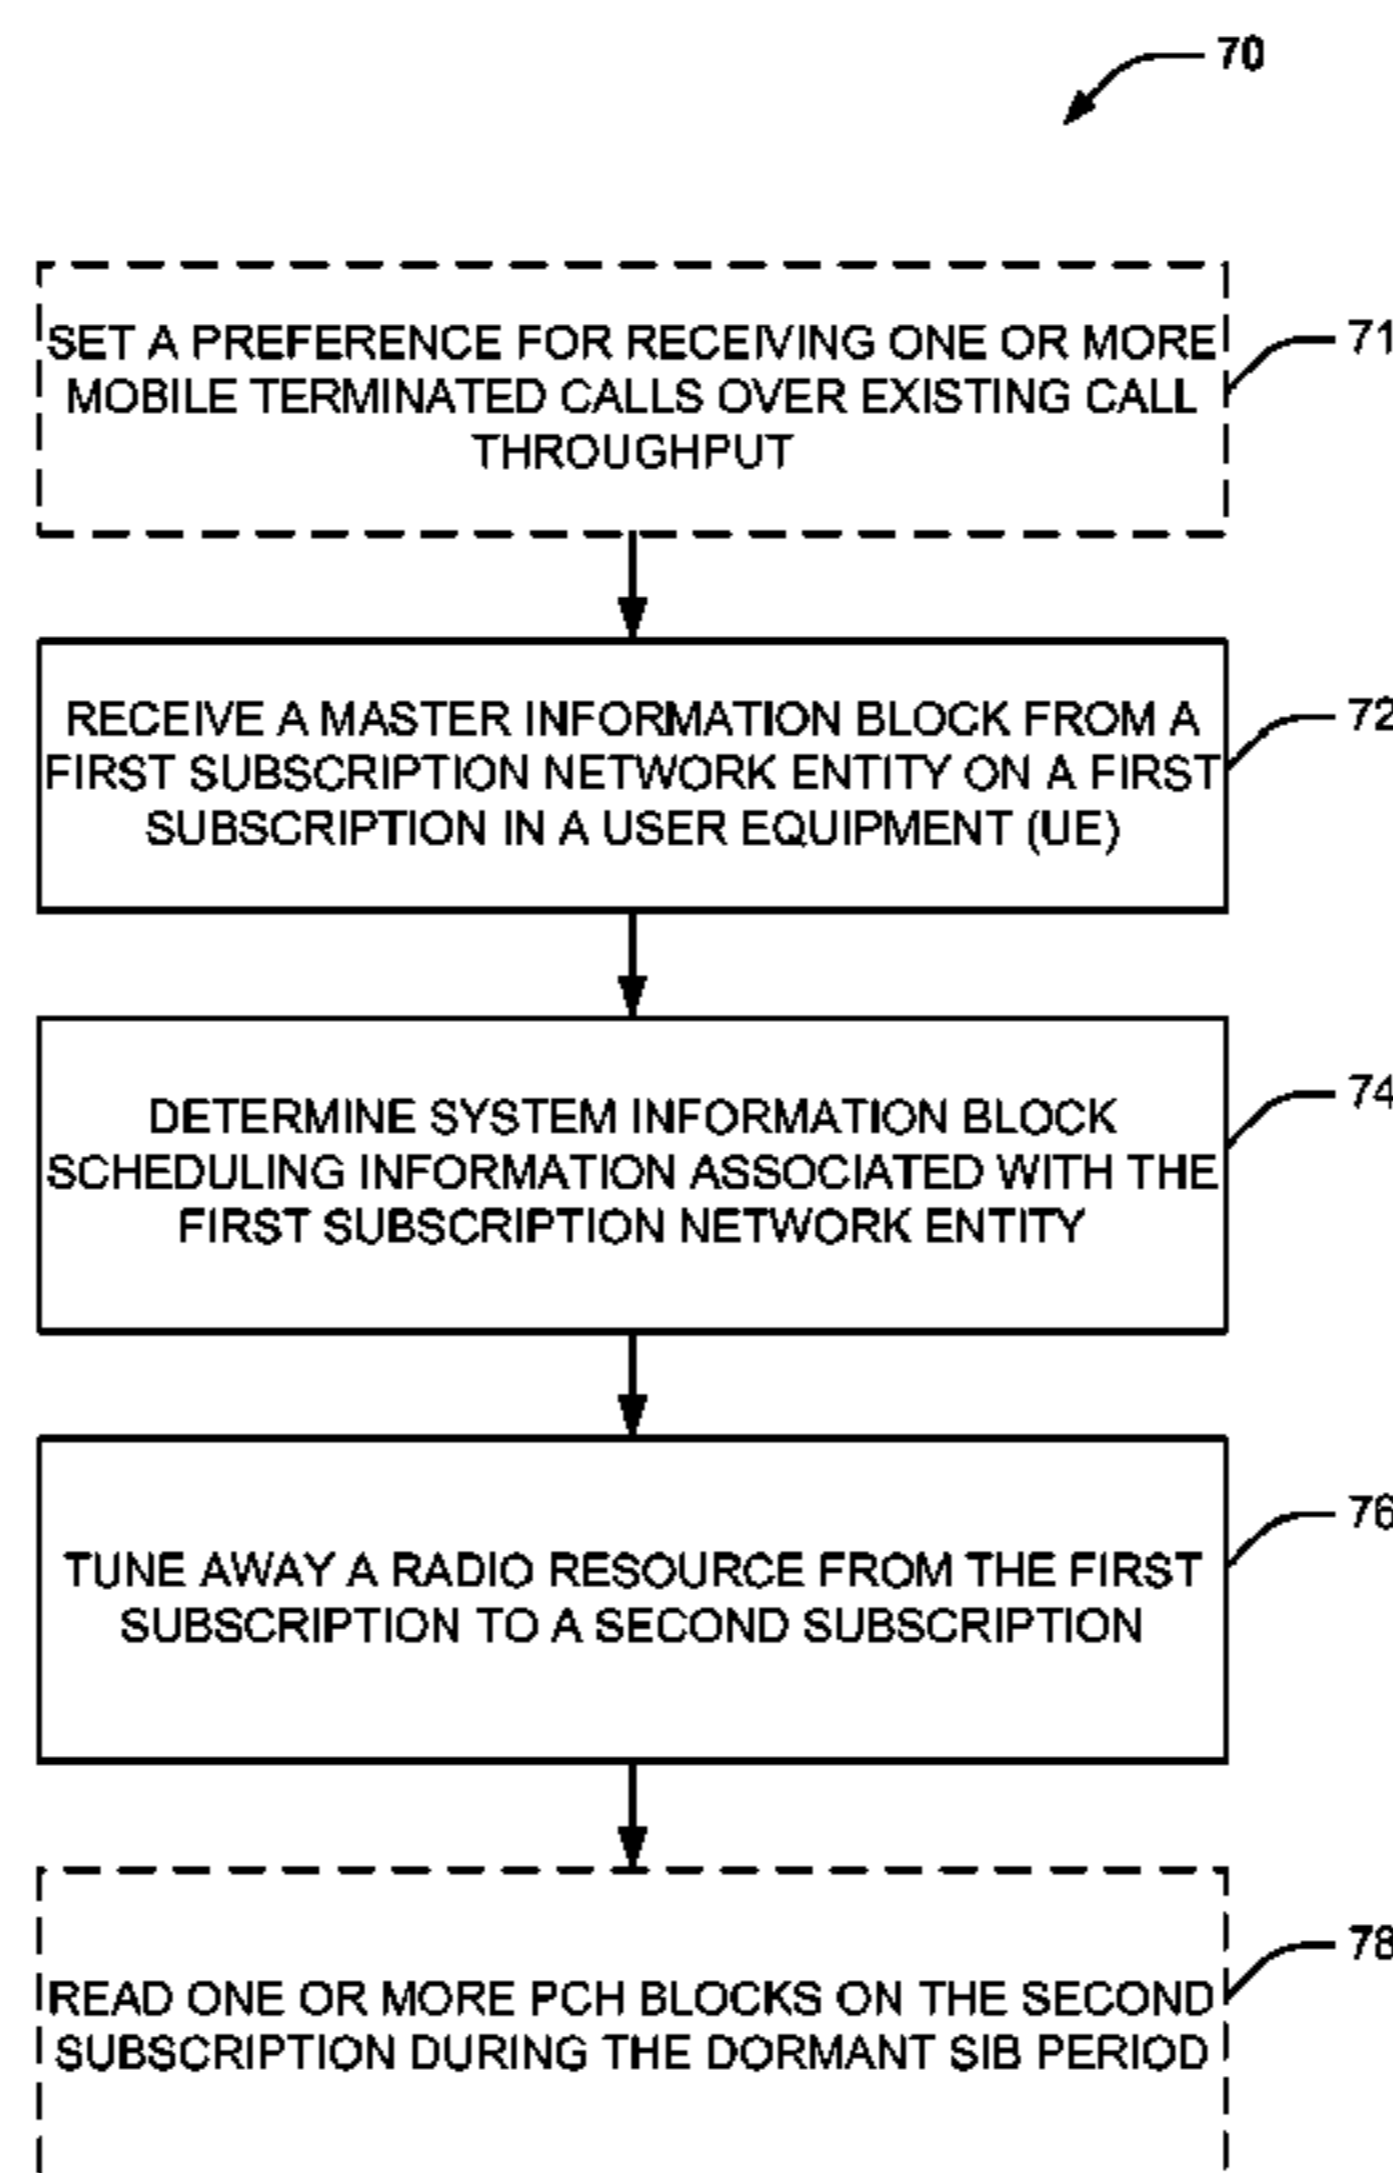 70
SET A PREFERENCE FOR RECEIVING ONE OR MORE
MOBILE TERMINATED CALLS OVER EXISTING CALL
THROUGHPUT
71
RECEIVE A MASTER INFORMATION BLOCK FROM A
FIRST SUBSCRIPTION NETWORK ENTITY ON A FIRST
SUBSCRIPTION IN A USER EQUIPMENT (UE)
72
DETERMINE SYSTEM INFORMATION BLOCK
SCHEDULING INFORMATION ASSOCIATED WITH THE
FIRST SUBSCRIPTION NETWORK ENTITY
74
TUNE AWAY A RADIO RESOURCE FROM THE FIRST
SUBSCRIPTION TO A SECOND SUBSCRIPTION
76
READ ONE OR MORE PCH BLOCKS ON THE SECOND
SUBSCRIPTION DURING THE DORMANT SIB PERIOD
78